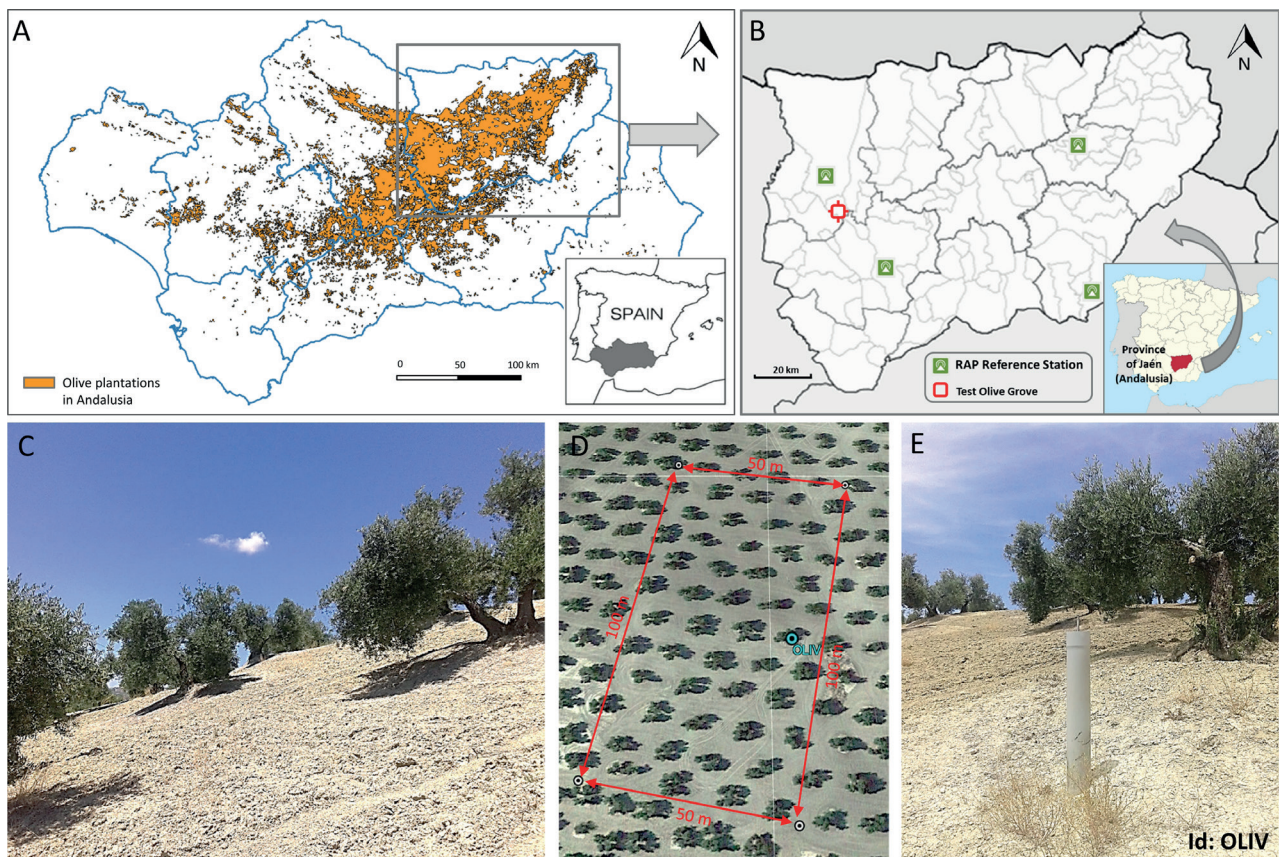 A
N
Olive plantations
in Andalusia
0 50 100 km
SPAIN
B
N
20 km
RAP Reference Station
Test Olive Grove
Province
of Jaén
(Andalusia)
C
D
50 m
100 m
OLIV
100 m
50 m
E
Id: OLIV